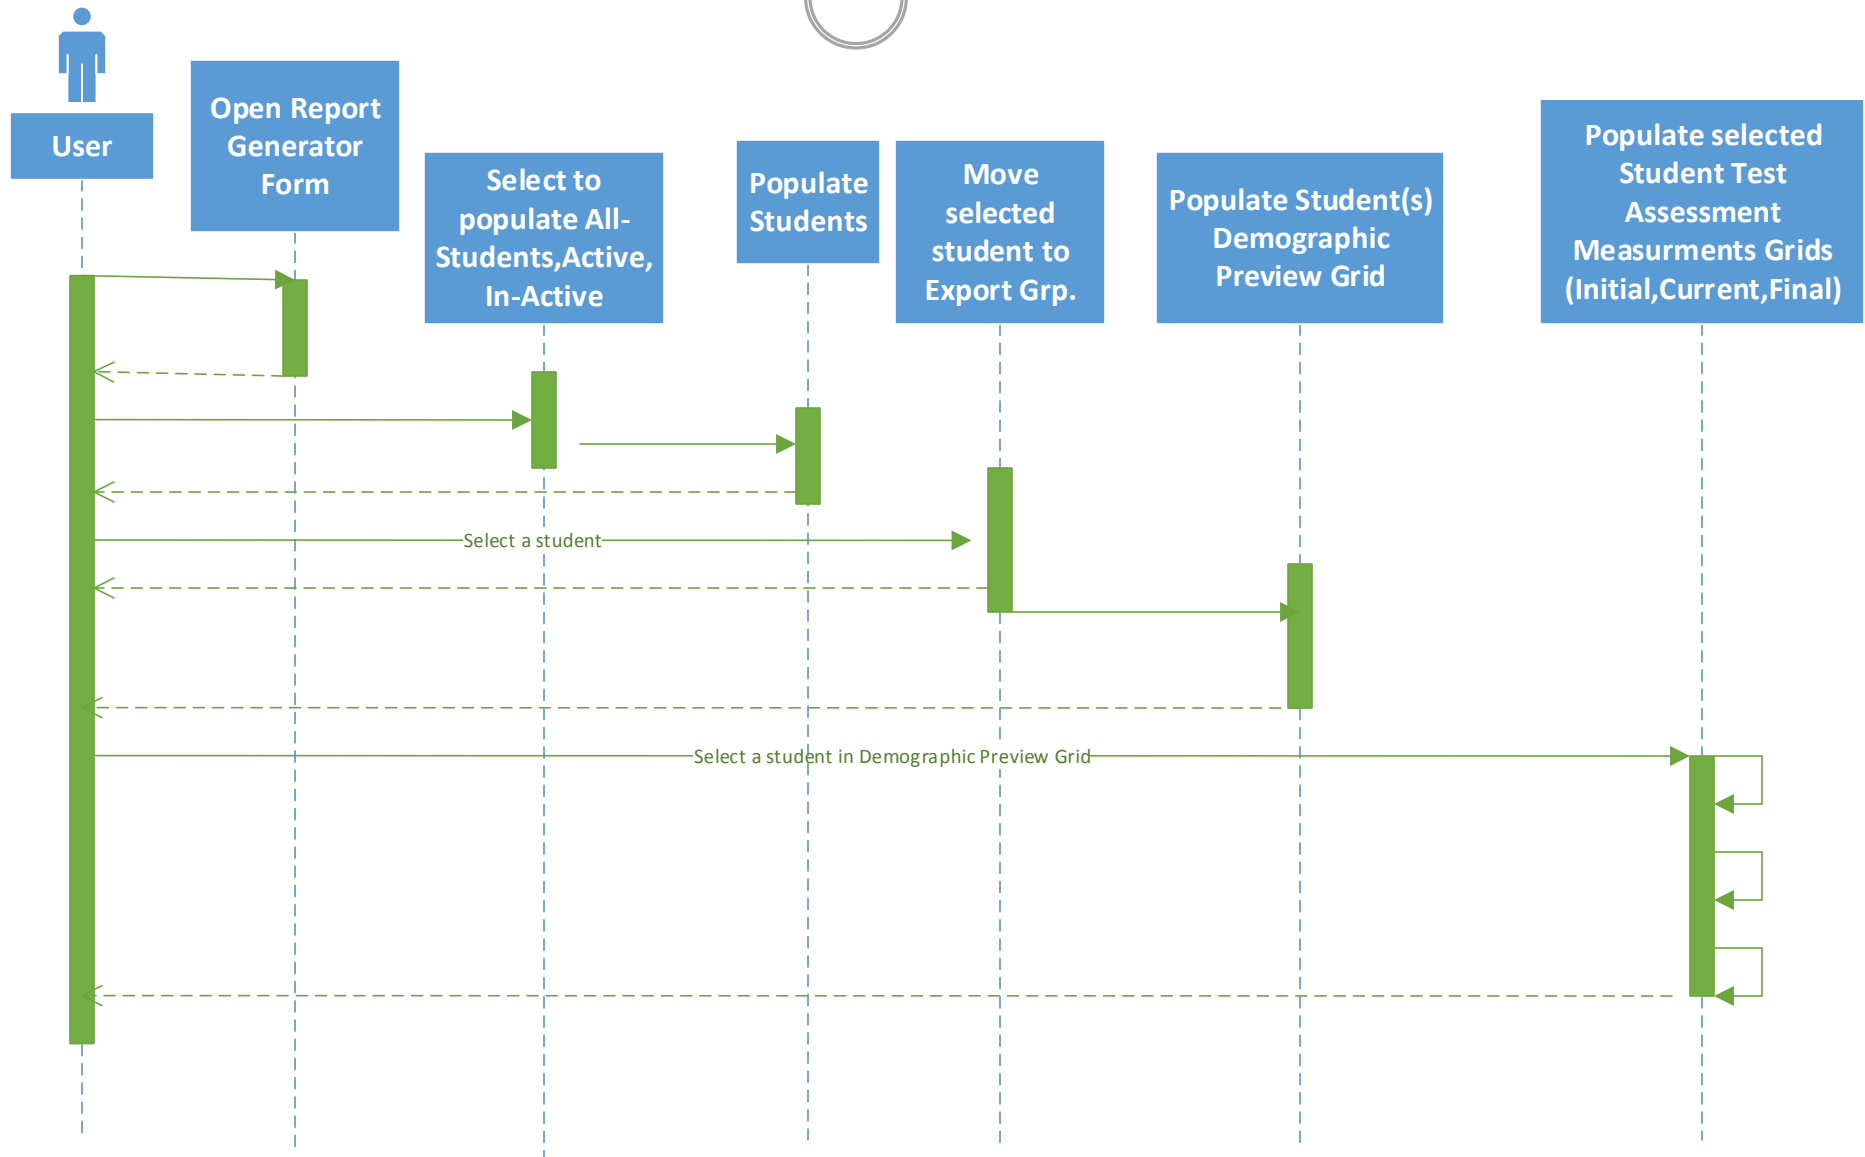 User
Open Report
Generator
Form
Select to
populate All-
Students,Active,
In-Active
Populate
Students
Move
selected
student to
Export Grp.
Populate Student(s)
Demographic
Preview Grid
Populate selected
Student Test
Assessment
Measurments Grids
(Initial,Current,Final)
Select a student
Select a student in Demographic Preview Grid